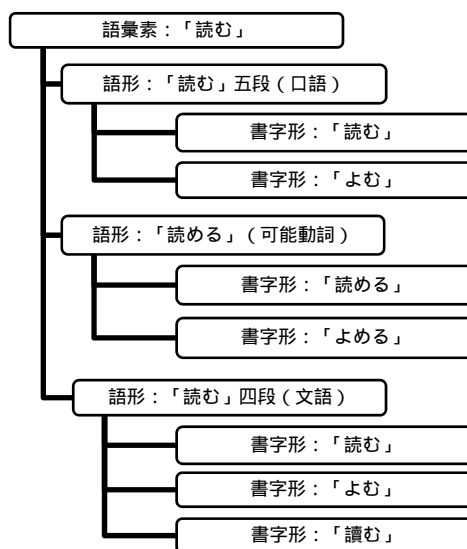 語彙素：「読む」
語形：「読む」五段（口語）
書字形：「読む」
書字形：「よむ」
語形：「読める」（可能動詞）
書字形：「読める」
書字形：「よめる」
語形：「読む」四段（文語）
書字形：「読む」
書字形：「よむ」
書字形：「讀む」